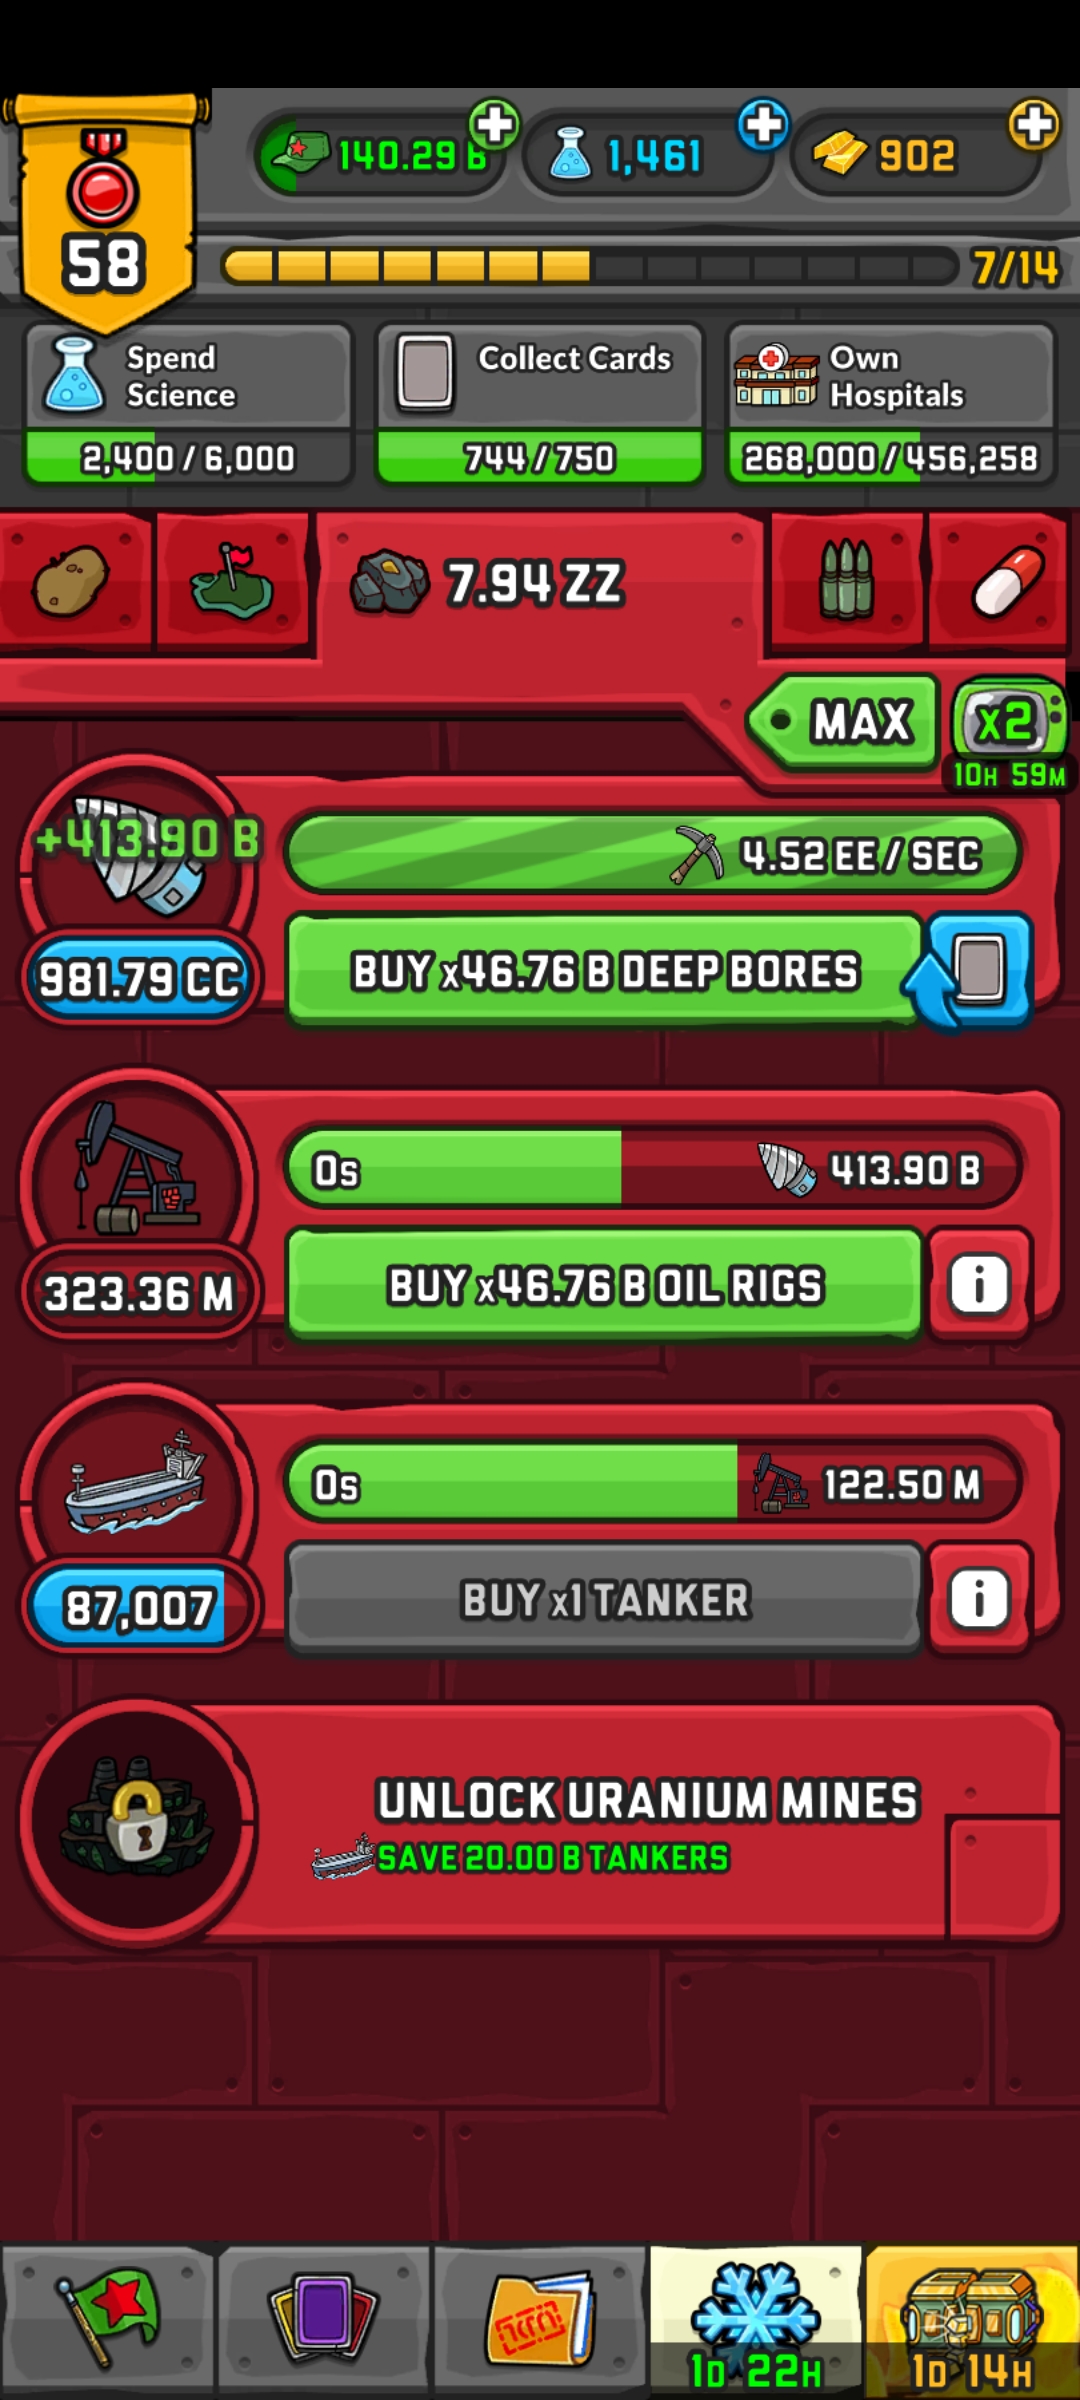 140.29 B
1,461
902
58
7/14
Spend
Science
Collect Cards
Own
Hospitals
2,400 / 6,000
744 / 750
268,000 / 456,258
7.94 ZZ
MAX
X2
10H 59M
+413.90 B
4.52 EE / SEC
981.79 CC
BUY x46.76 B DEEP BORES
0s
413.90 B
323.36 M
BUY x46.76 B OIL RIGS
i
0s
122.50 M
87,007
BUY x1 TANKER
i
UNLOCK URANIUM MINES
SAVE 20.00 B TANKERS
1D 22H
1D 14H